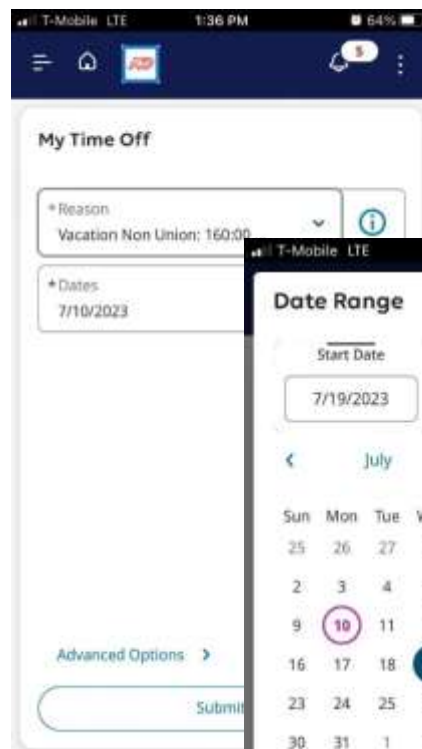 T-Mobile LTE 1:36 PM 64%
ADP 5
My Time Off
*Reason
Vacation Non Union: 160:00
*Dates
7/10/2023
Advanced Options >
Submit
T-Mobile LTE
Date Range
Start Date
7/19/2023
< July
Sun Mon Tue W
25 26 27
2 3 4
9 10 11
16 17 18
23 24 25
30 31 1